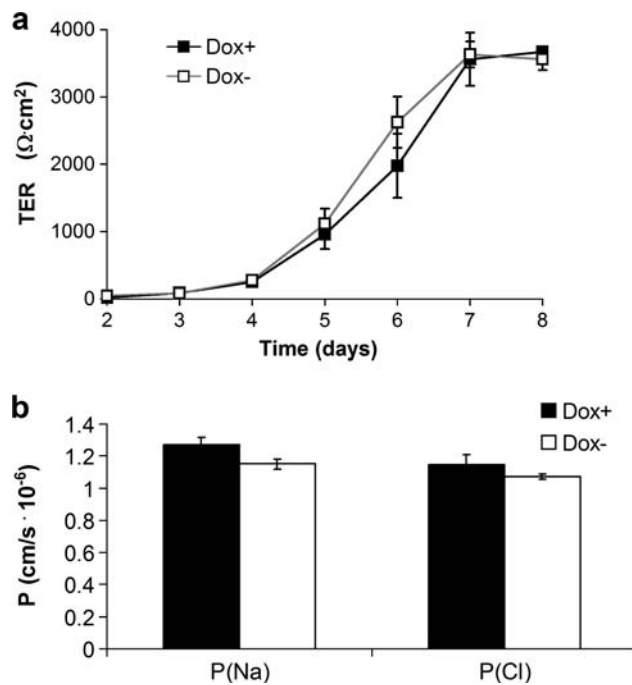 a
Dox+
Dox-
4000
3000
2000
1000
0
TER (Ω·cm²)
2 3 4 5 6 7 8
Time (days)
b
Dox+
Dox-
1.4
1.2
1
0.8
0.6
0.4
0.2
0
P (cm/s · 10⁻⁶)
P(Na) P(Cl)